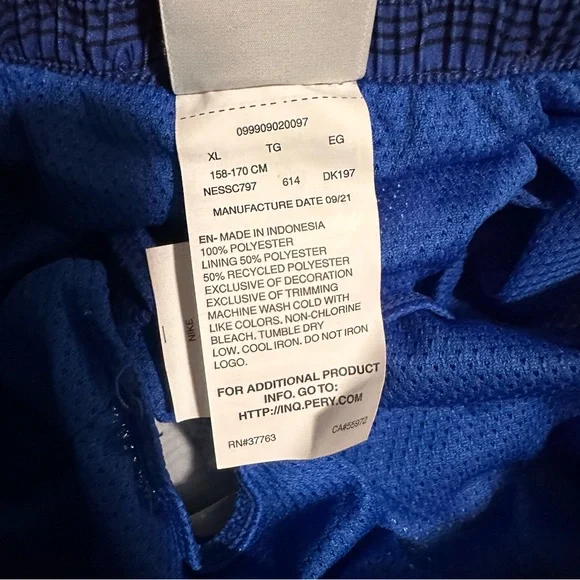 099909020097
XL TG EG
158-170 CM
NESSC797 614 DK197
MANUFACTURE DATE 09/21
EN- MADE IN INDONESIA
100% POLYESTER
LINING 50% POLYESTER
50% RECYCLED POLYESTER
EXCLUSIVE OF DECORATION
EXCLUSIVE OF TRIMMING
MACHINE WASH COLD WITH
LIKE COLORS. NON-CHLORINE
BLEACH. TUMBLE DRY
LOW. COOL IRON. DO NOT IRON
LOGO.
FOR ADDITIONAL PRODUCT
INFO. GO TO:
HTTP://INQ.PERY.COM
RN#37763 CA#55972
NIKE